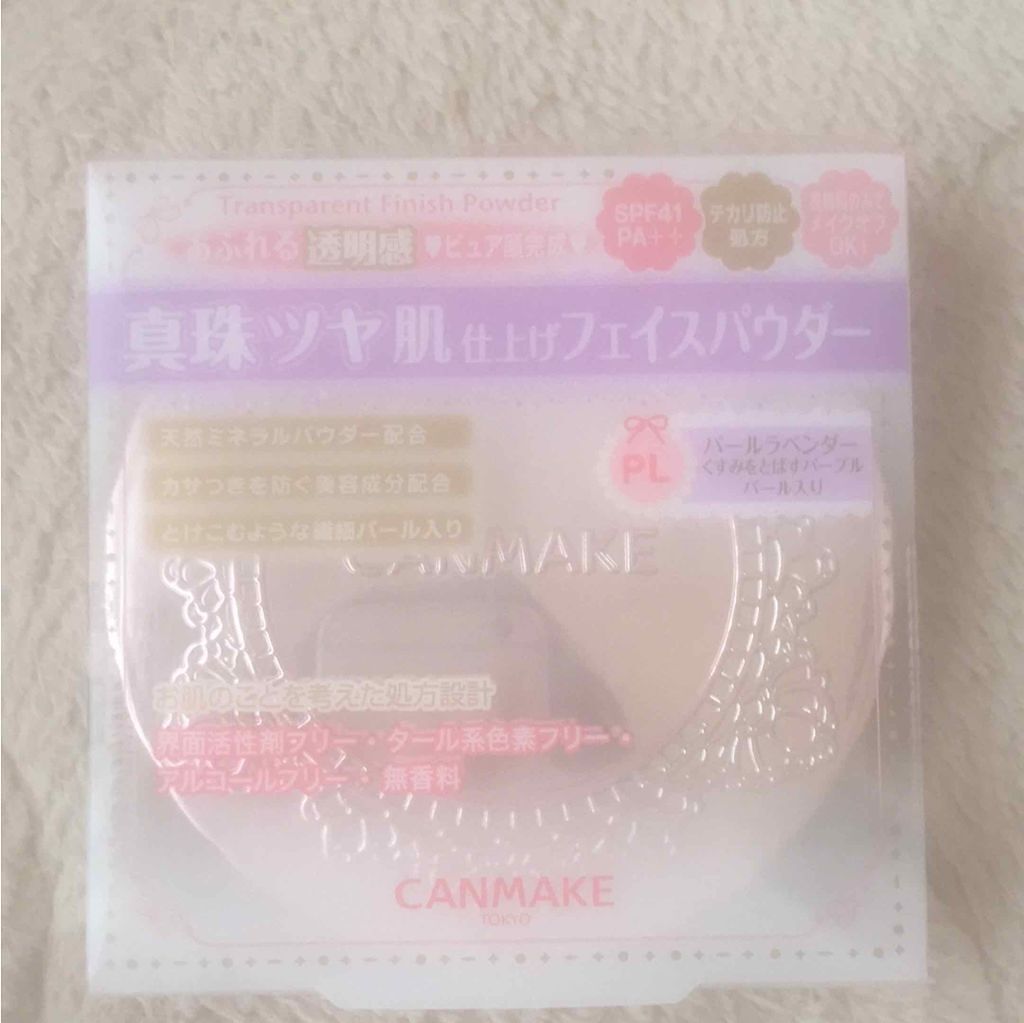 Transparent Finish Powder
あふれる 透明感 ♥ピュア顔完成♥
SPF41
PA++
テカリ防止
処方
メイクオフ
OK!
真珠ツヤ肌 仕上げフェイスパウダー
天然ミネラルパウダー配合
カサつきを防ぐ美容成分配合
とけこむような繊細パール入り
PL
パールラベンダー
くすみをとばすパープル
パール入り
CANMAKE
お肌のことを考えた処方設計
界面活性剤フリー・タール系色素フリー・
アルコールフリー・無香料
CANMAKE
TOKYO